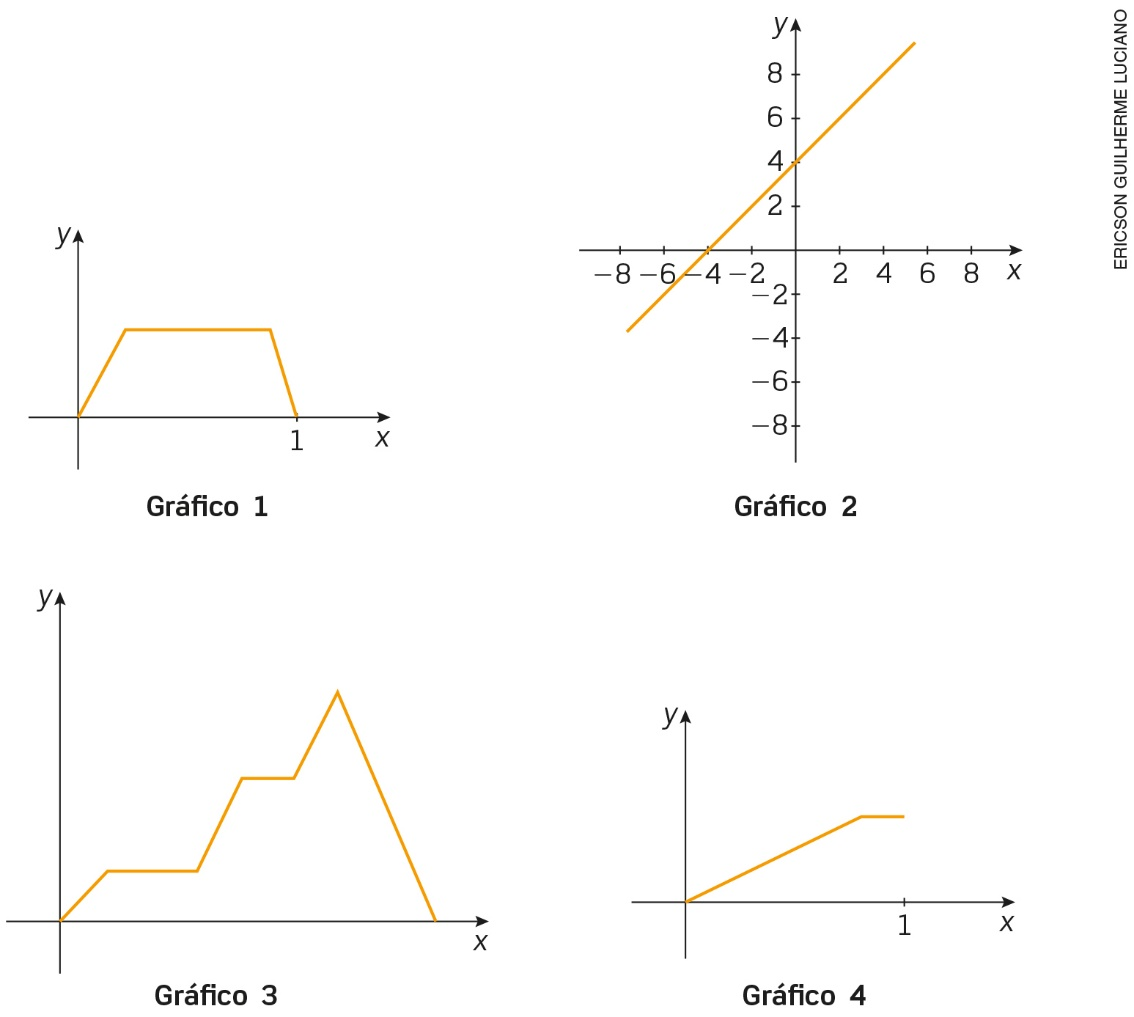 ERICSON GUILHERME LUCIANO
y
8
6
4
2
−8 −6 −4 −2 2 4 6 8 x
−2
−4
−6
−8
y
1 x
Gráfico 1
Gráfico 2
y
x
Gráfico 3
y
1 x
Gráfico 4